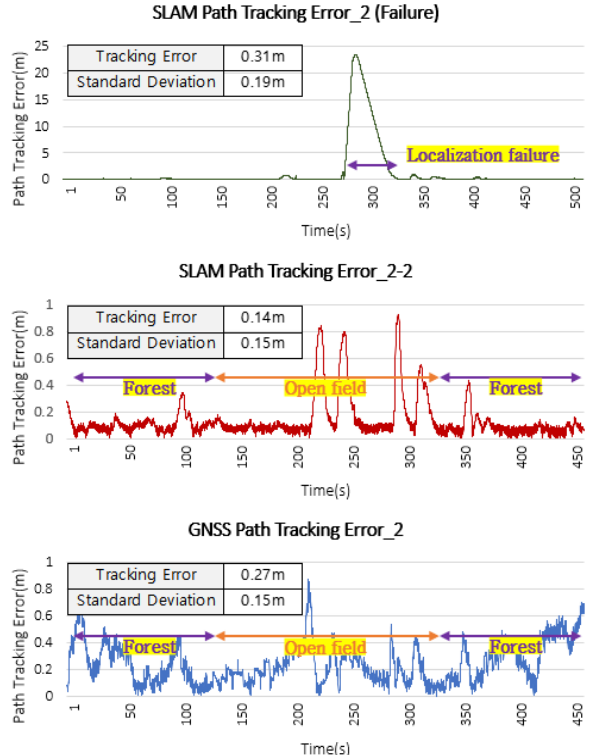 SLAM Path Tracking Error_2 (Failure)
Path Tracking Error(m)
25
20
15
10
5
0
Tracking Error 0.31m
Standard Deviation 0.19m
Localization failure
1 50 100 150 200 250 300 350 400 450 500
Time(s)
SLAM Path Tracking Error_2-2
Path Tracking Error(m)
1
0.8
0.6
0.4
0.2
0
Tracking Error 0.14m
Standard Deviation 0.15m
Forest Open field Forest
1 50 100 150 200 250 300 350 400 450
Time(s)
GNSS Path Tracking Error_2
Path Tracking Error(m)
1
0.8
0.6
0.4
0.2
0
Tracking Error 0.27m
Standard Deviation 0.15m
Forest Open field Forest
1 50 100 150 200 250 300 350 400 450
Time(s)